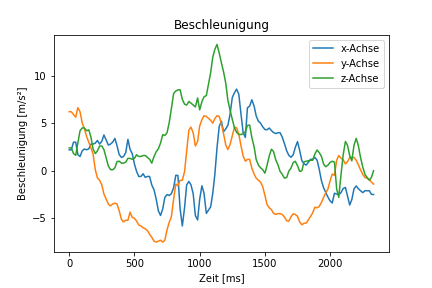 Beschleunigung
x-Achse
y-Achse
z-Achse
Beschleunigung [m/s²]
10
5
0
−5
0
500
1000
1500
2000
Zeit [ms]